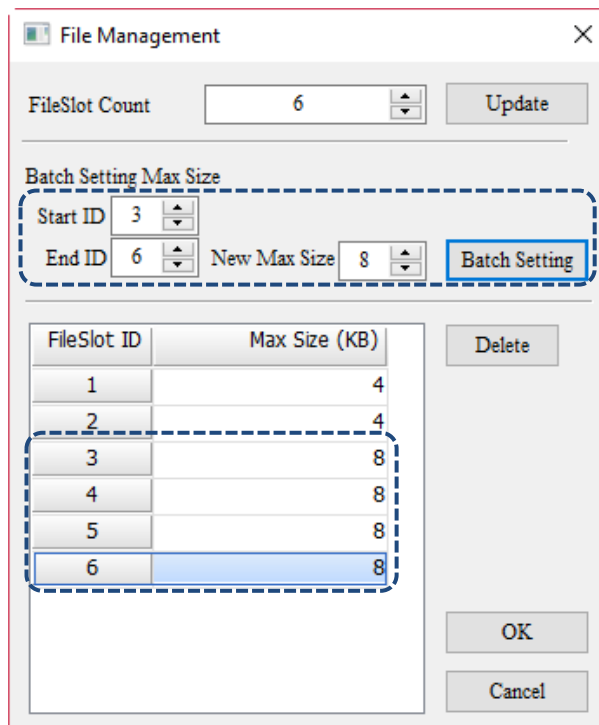 File Management
FileSlot Count 6 Update
Batch Setting Max Size
Start ID 3
End ID 6 New Max Size 8 Batch Setting
FileSlot ID Max Size (KB) Delete
1 4
2 4
3 8
4 8
5 8
6 8
OK
Cancel